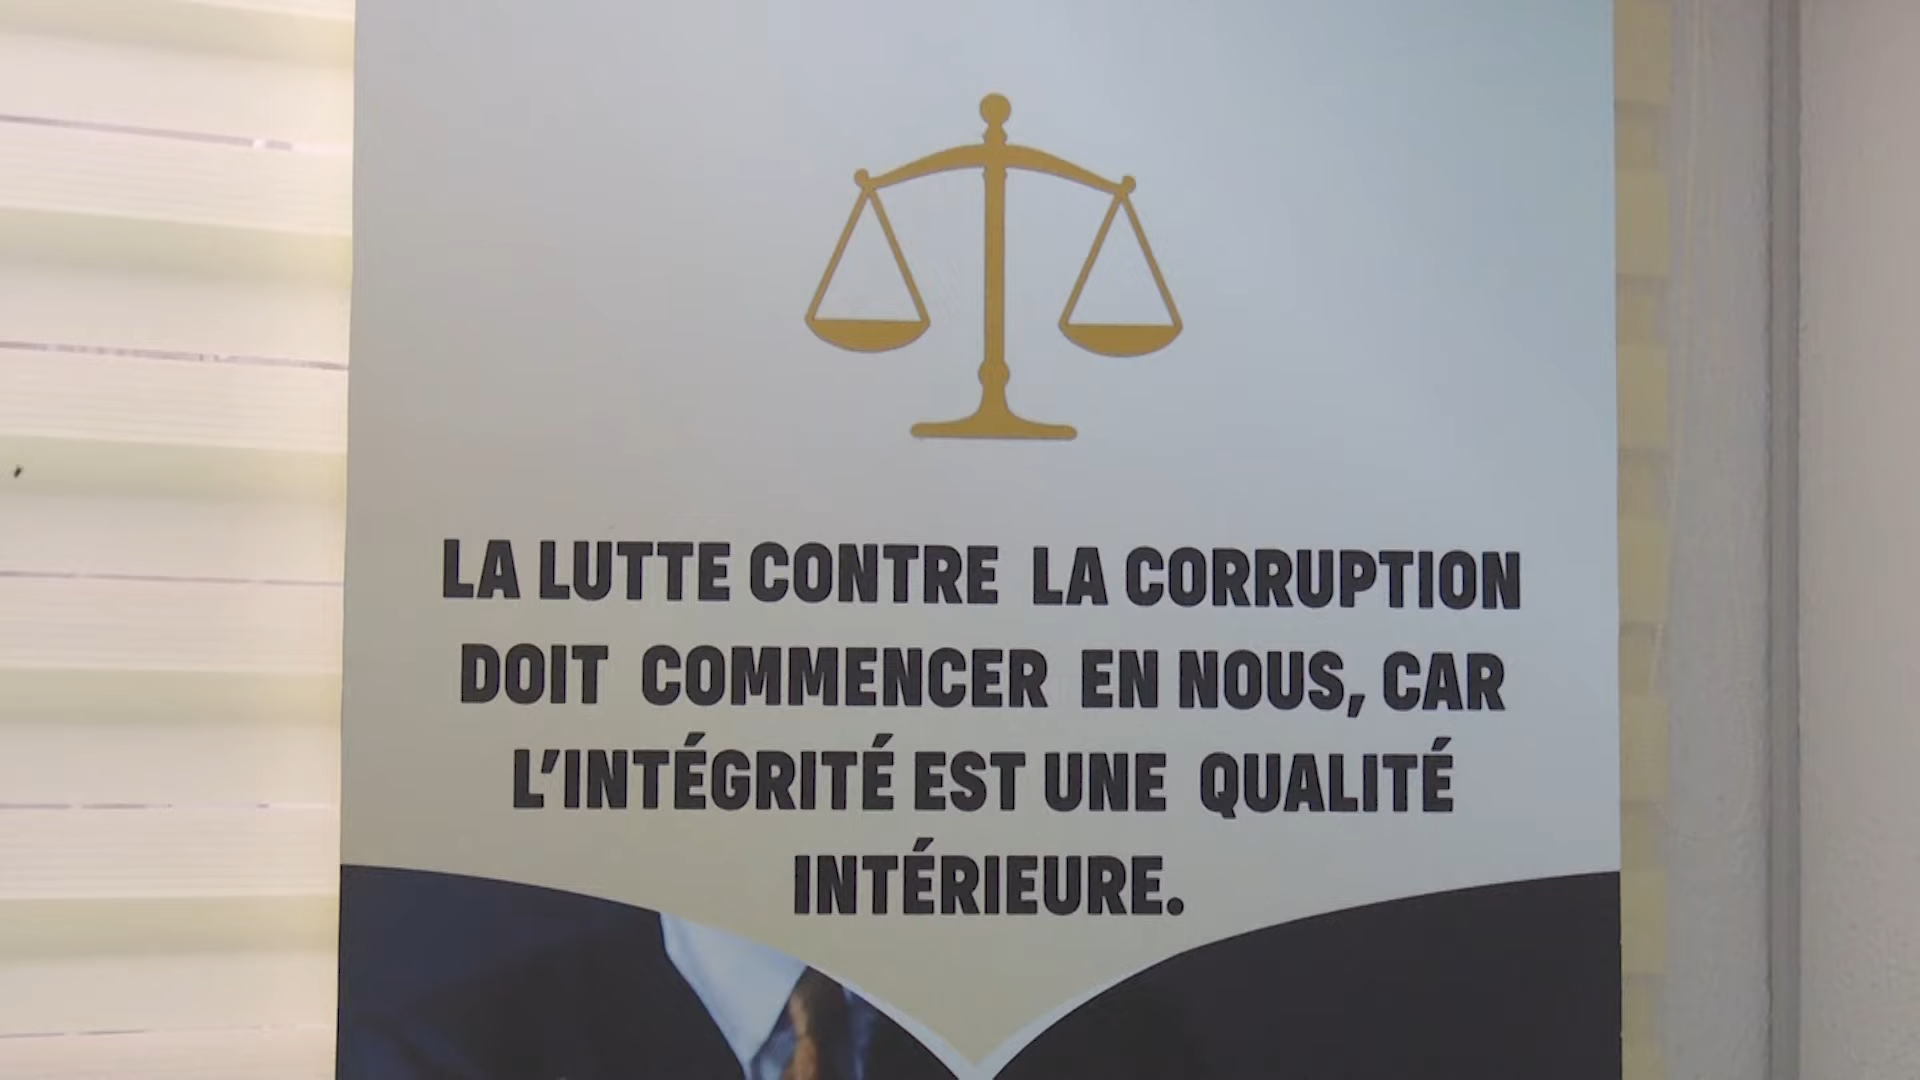 LA LUTTE CONTRE LA CORRUPTION
DOIT COMMENCER EN NOUS, CAR
L'INTÉGRITÉ EST UNE QUALITÉ
INTÉRIEURE.